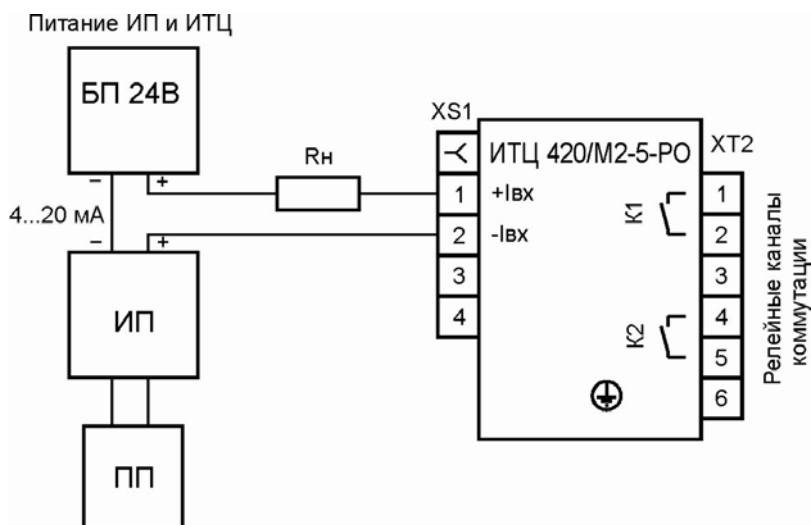 Питание ИП и ИТЦ
БП 24В
– +
4...20 мА
– +
ИП
ПП
Rн
XS1
1
2
3
4
ИТЦ 420/М2-5-РО
+Iвх
-Iвх
К1
К2
XT2
1
2
3
4
5
6
Релейные каналы
коммутации